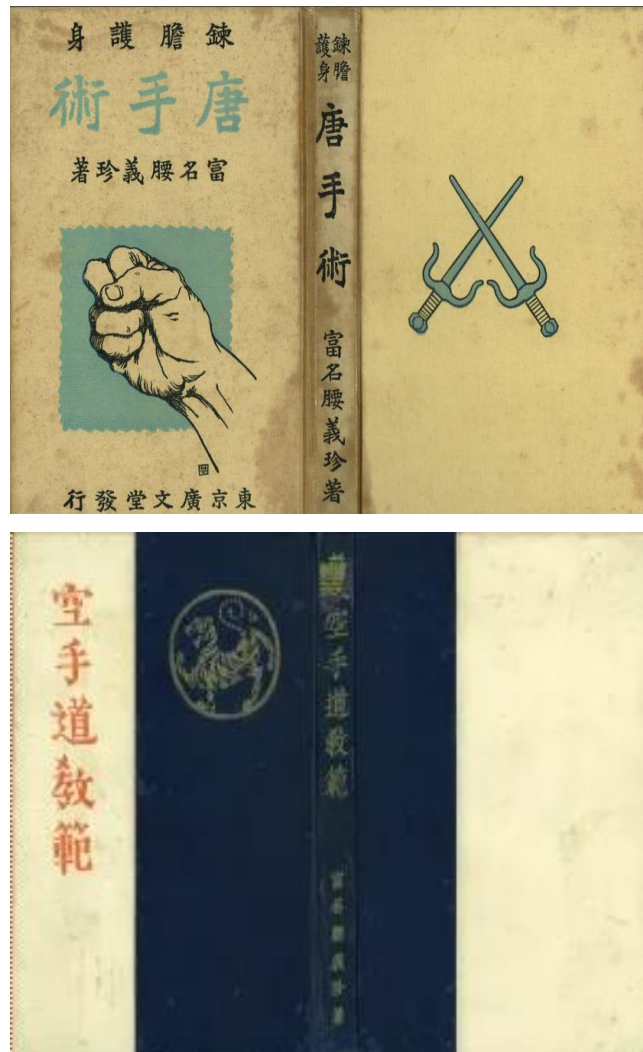 鍊膽護身
唐手術
富名腰義珍著
東京廣文堂發行
鍊膽
護身
唐手術
富名腰義珍著
空手道教範
空手道教範